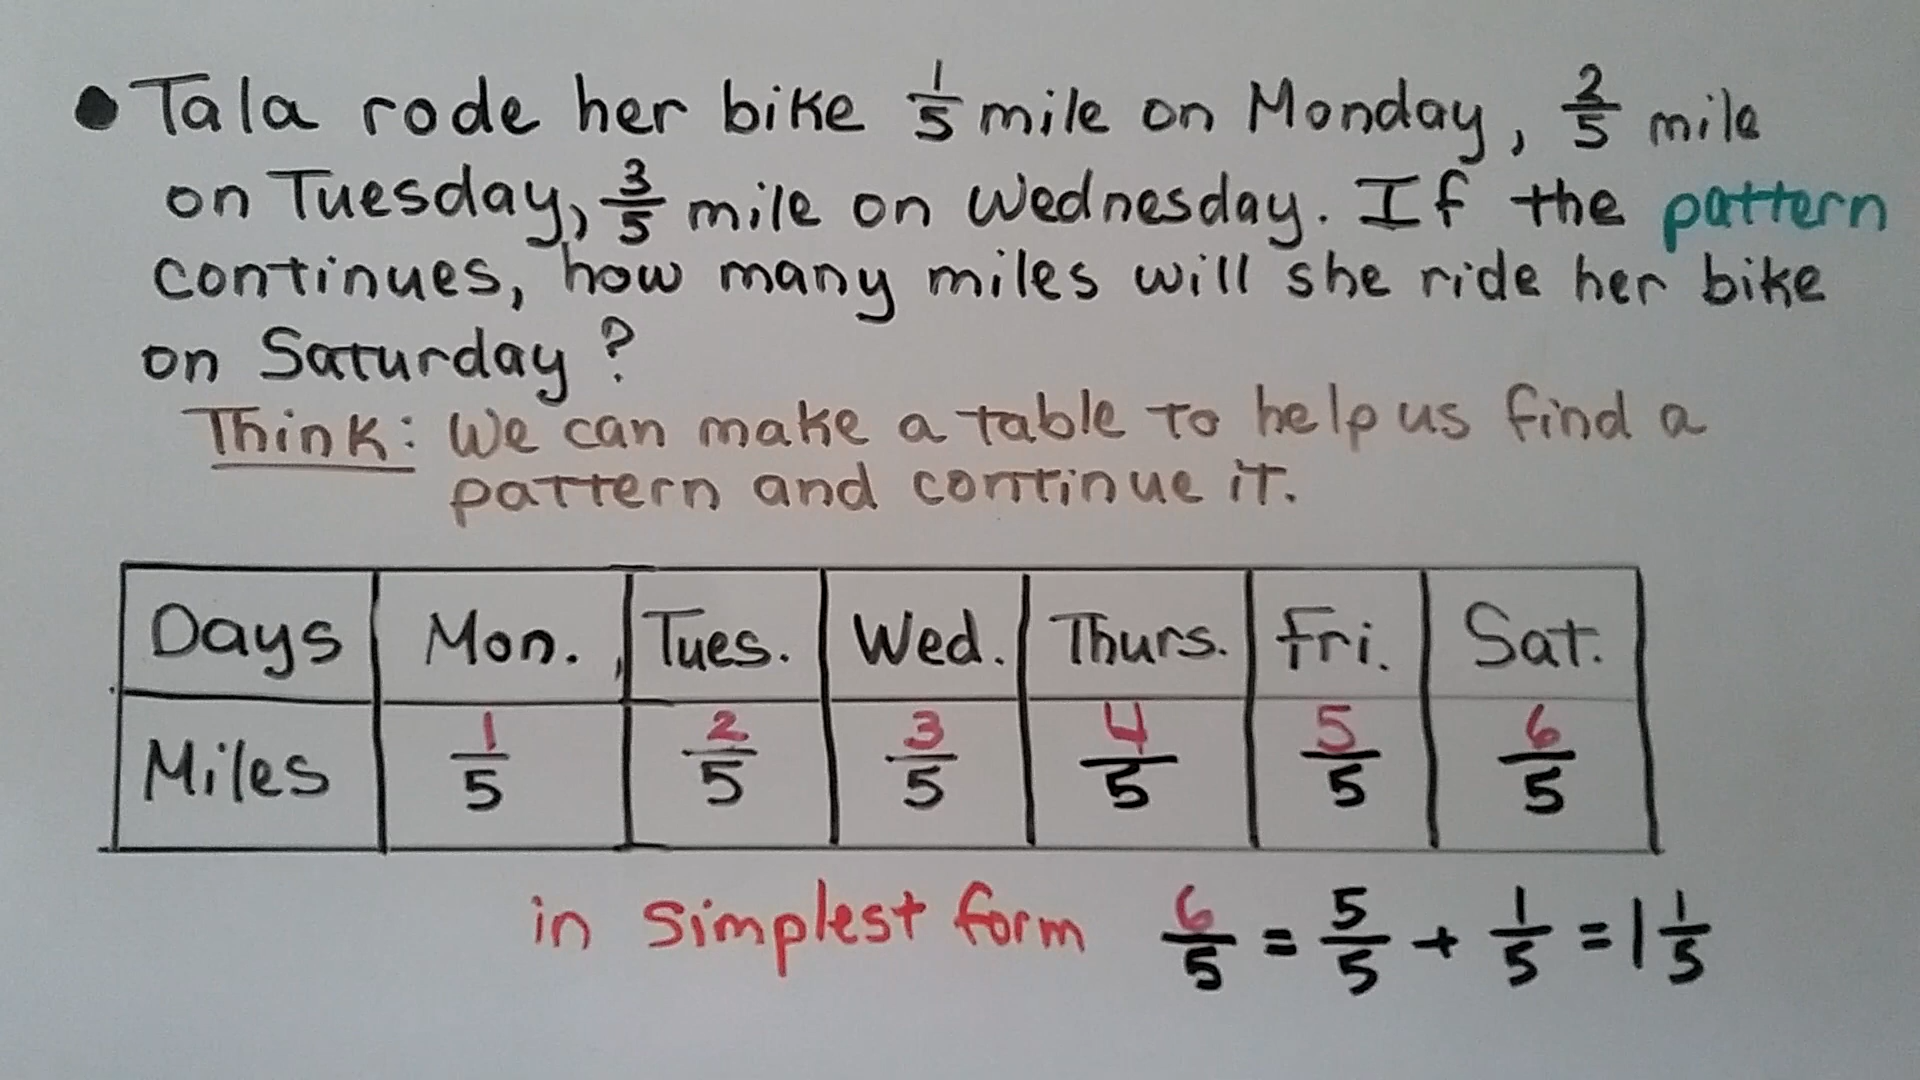 • Tala rode her bike 1/5 mile on Monday, 2/5 mile
on Tuesday, 3/5 mile on Wednesday. If the pattern
continues, how many miles will she ride her bike
on Saturday?
Think: We can make a table to help us find a
pattern and continue it.
Days Mon. Tues. Wed. Thurs. Fri. Sat.
Miles 1/5 2/5 3/5 4/5 5/5 6/5
in simplest form 6/5 = 5/5 + 1/5 = 1 1/5